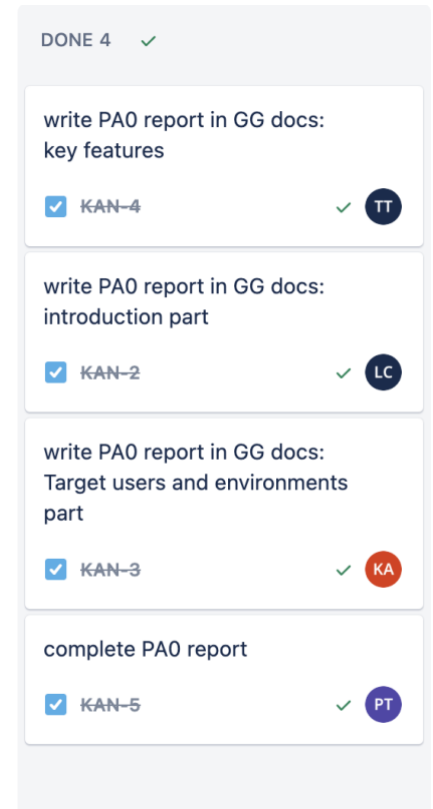 DONE 4
write PA0 report in GG docs:
key features
KAN-4
TT
write PA0 report in GG docs:
introduction part
KAN-2
LC
write PA0 report in GG docs:
Target users and environments
part
KAN-3
KA
complete PA0 report
KAN-5
PT